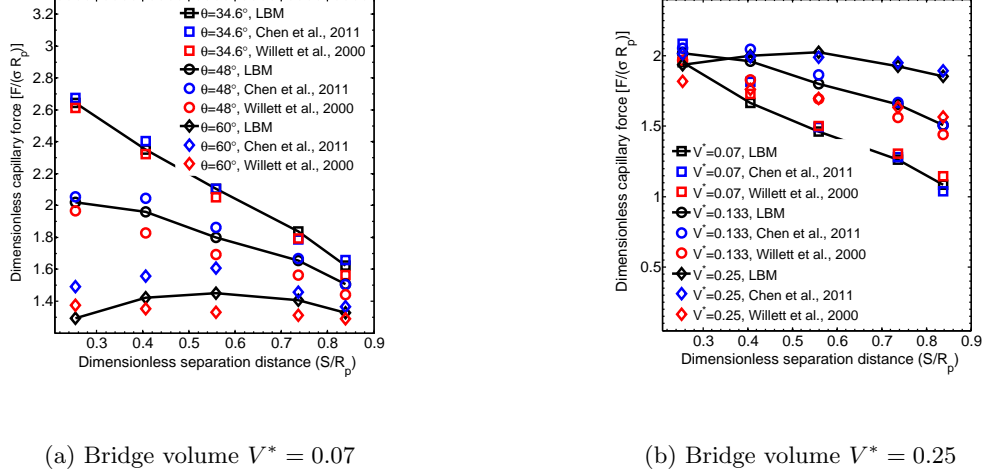 3.2
3
2.8
2.6
2.4
2.2
2
1.8
1.6
1.4
Dimensionless capillary force [F/(σ R_p)]
θ=34.6°, LBM
θ=34.6°, Chen et al., 2011
θ=34.6°, Willett et al., 2000
θ=48°, LBM
θ=48°, Chen et al., 2011
θ=48°, Willett et al., 2000
θ=60°, LBM
θ=60°, Chen et al., 2011
θ=60°, Willett et al., 2000
0.3 0.4 0.5 0.6 0.7 0.8 0.9
Dimensionless separation distance (S/R_p)
(a) Bridge volume V* = 0.07
2
1.5
1
0.5
Dimensionless capillary force [F/(σ R_p)]
V*=0.07, LBM
V*=0.07, Chen et al., 2011
V*=0.07, Willett et al., 2000
V*=0.133, LBM
V*=0.133, Chen et al., 2011
V*=0.133, Willett et al., 2000
V*=0.25, LBM
V*=0.25, Chen et al., 2011
V*=0.25, Willett et al., 2000
0.3 0.4 0.5 0.6 0.7 0.8 0.9
Dimensionless separation distance (S/R_p)
(b) Bridge volume V* = 0.25